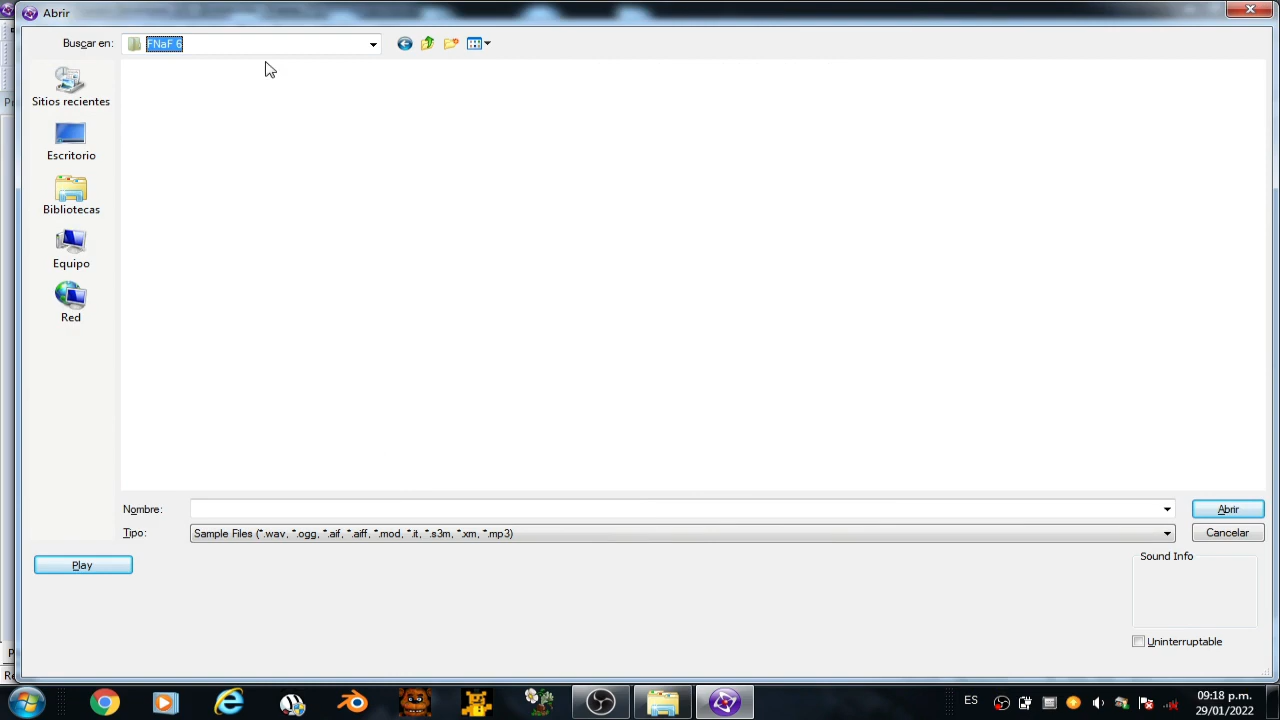 Abrir
Buscar en:
FNaF 6
Sitios recientes
Escritorio
Bibliotecas
Equipo
Red
Nombre:
Abrir
Tipo:
Sample Files (*.wav, *.ogg, *.aif, *.aiff, *.mod, *.it, *.s3m, *.xm, *.mp3)
Cancelar
Play
Sound Info
Uninterruptable
ES
09:18 p.m.
29/01/2022